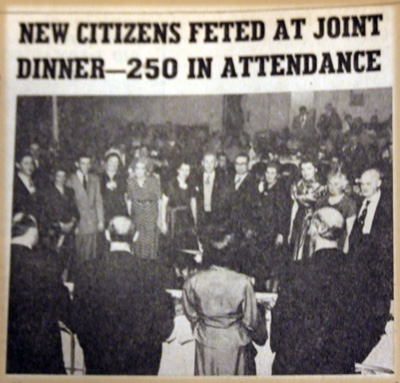 NEW CITIZENS FETED AT JOINT
DINNER—250 IN ATTENDANCE